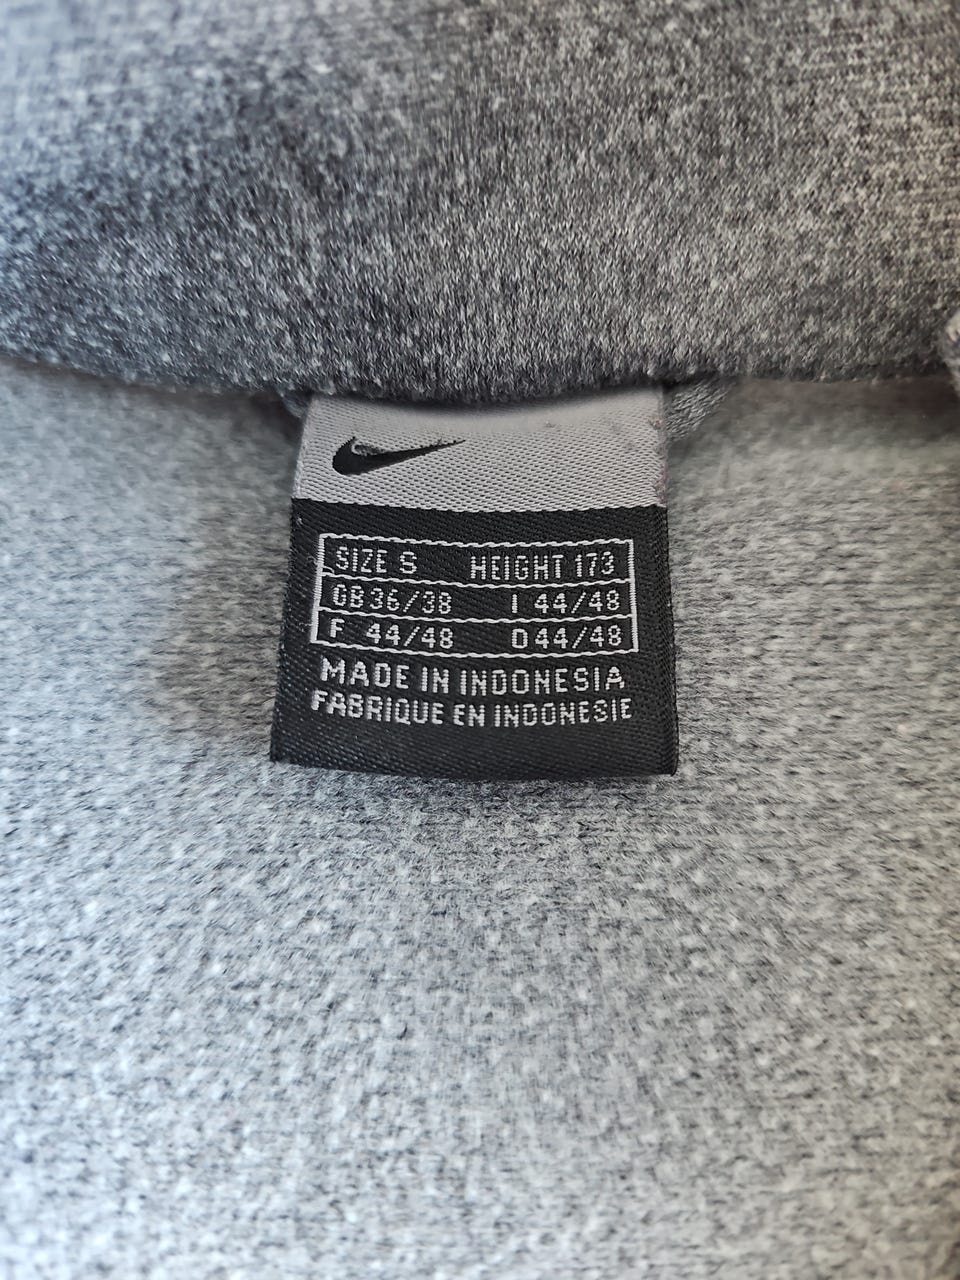 SIZE S HEIGHT 173
GB 36/38 I 44/48
F 44/48 D 44/48
MADE IN INDONESIA
FABRIQUE EN INDONESIE